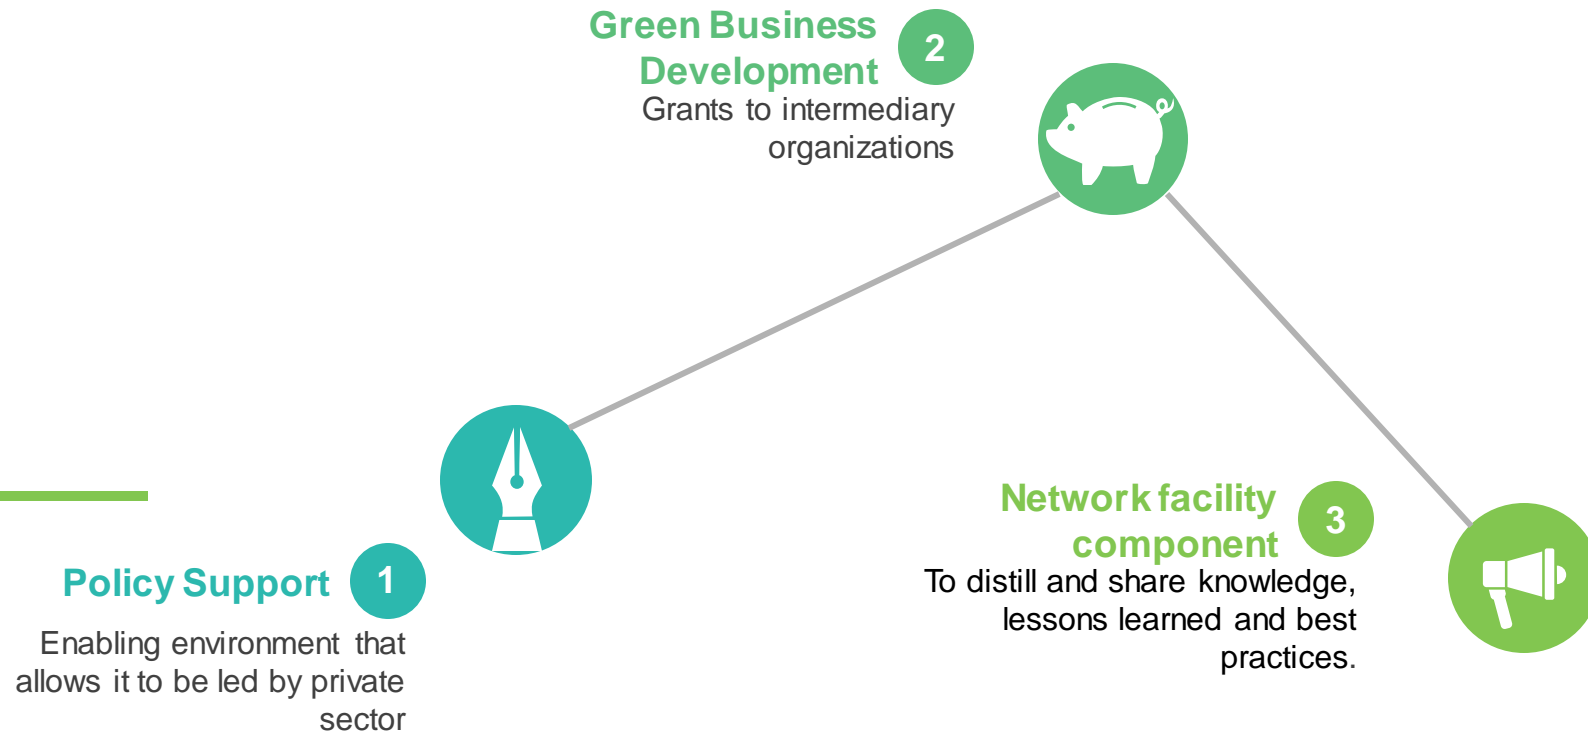 Policy Support
1
Enabling environment that
allows it to be led by private
sector
Green Business
Development
2
Grants to intermediary
organizations
Network facility
component
3
To distill and share knowledge,
lessons learned and best
practices.